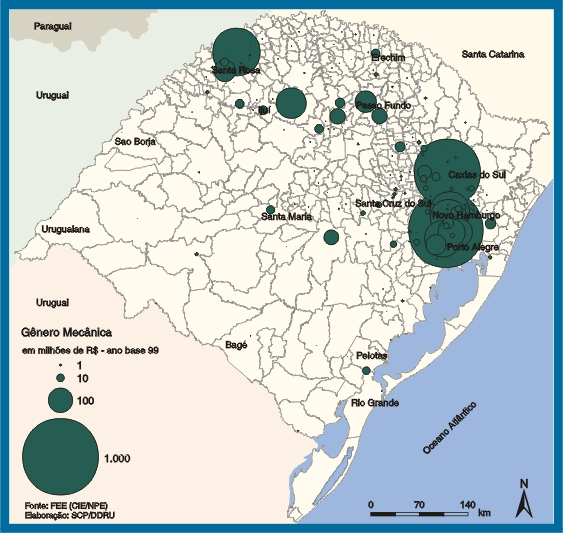 Paraguai
Santa Catarina
Erechim
Santa Rosa
Uruguai
Ijuí
Passo Fundo
Sao Borja
Caxias do Sul
Santa Cruz do Sul
Santa Maria
Novo Hamburgo
Uruguaiana
Porto Alegre
Uruguai
Gênero Mecânica
em milhões de R$ - ano base 99
1
10
100
1.000
Bagé
Pelotas
Rio Grande
Oceano Atlântico
Fonte: FEE (CIE/NPE)
Elaboração: SCP/DDRU
N
0 70 140
km